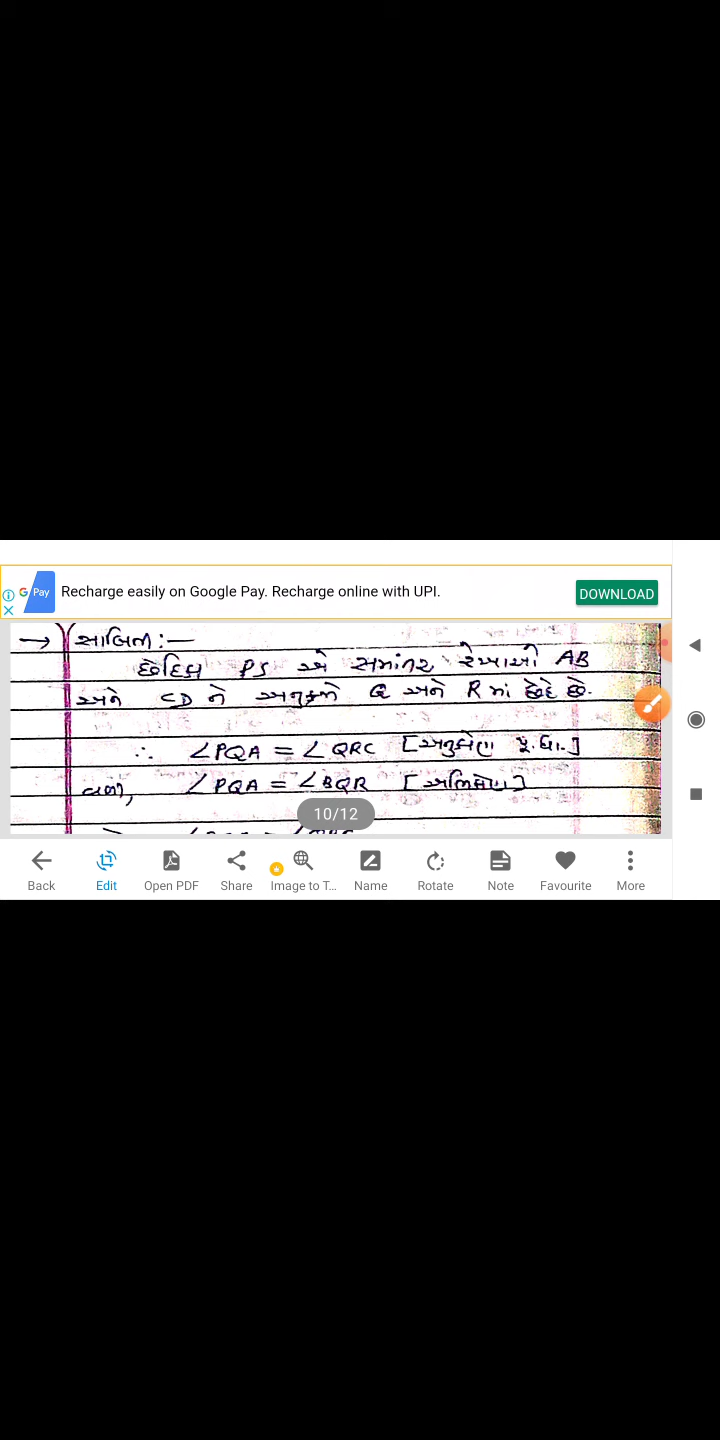 G Pay Recharge easily on Google Pay. Recharge online with UPI. DOWNLOAD
→ સાબિતી :—
છેદિકા PS એ સમાંતર રેખાઓ AB
અને CD ને અનુક્રમે Q અને R માં છેદે છે.
∴ ∠PQA = ∠QRC [અનુકોણ પૂ.ધા.]
વળી, ∠PQA = ∠BQR [અભિકોણ]
10/12
Back Edit Open PDF Share Image to T... Name Rotate Note Favourite More